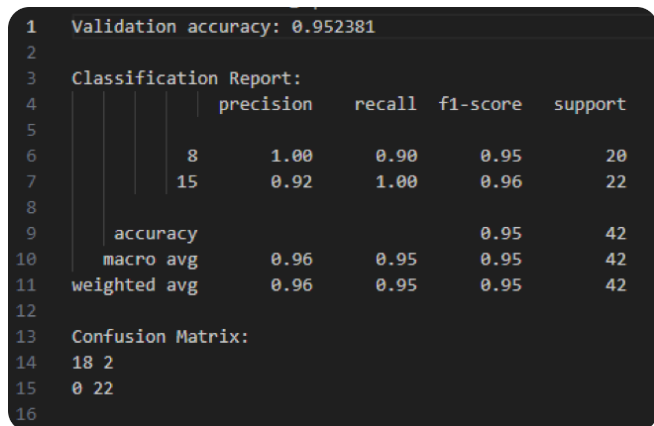 1 Validation accuracy: 0.952381
2
3 Classification Report:
4 precision recall f1-score support
5
6 8 1.00 0.90 0.95 20
7 15 0.92 1.00 0.96 22
8
9 accuracy 0.95 42
10 macro avg 0.96 0.95 0.95 42
11 weighted avg 0.96 0.95 0.95 42
12
13 Confusion Matrix:
14 18 2
15 0 22
16